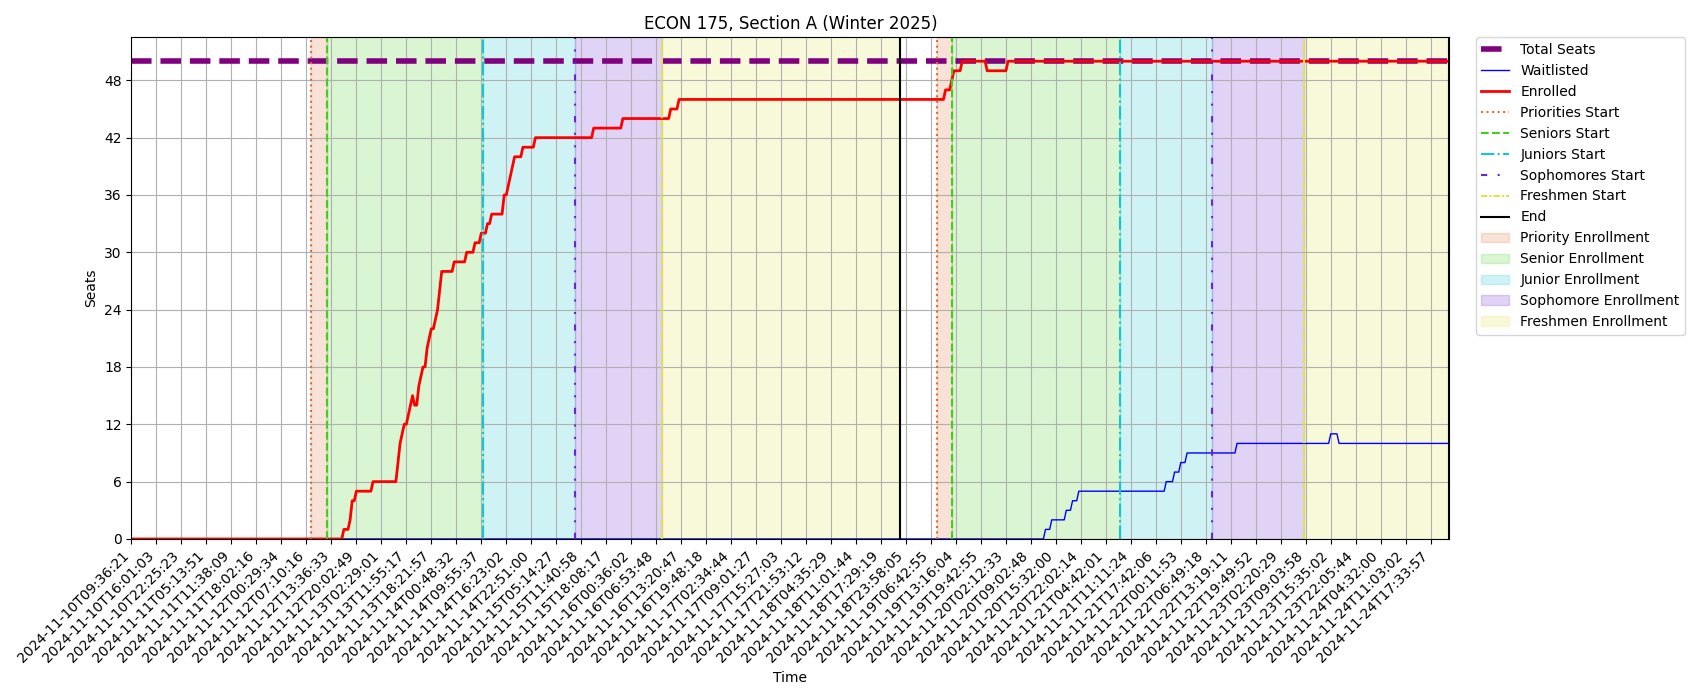 ECON 175, Section A (Winter 2025)
Seats
48
42
36
30
24
18
12
6
0
2024-11-10T09:36:21
2024-11-10T16:01:03
2024-11-10T22:25:23
2024-11-11T05:13:51
2024-11-11T11:38:09
2024-11-11T18:02:16
2024-11-12T00:29:34
2024-11-12T07:10:16
2024-11-12T13:36:33
2024-11-12T20:02:49
2024-11-13T03:29:01
2024-11-13T11:55:17
2024-11-13T18:21:57
2024-11-14T00:48:32
2024-11-14T09:55:37
2024-11-14T16:23:02
2024-11-14T22:51:00
2024-11-15T05:14:27
2024-11-15T11:40:58
2024-11-15T18:08:17
2024-11-16T00:36:02
2024-11-16T06:53:48
2024-11-16T13:20:47
2024-11-16T19:48:18
2024-11-17T02:34:44
2024-11-17T09:01:27
2024-11-17T15:27:03
2024-11-17T21:53:12
2024-11-18T04:35:29
2024-11-18T11:01:44
2024-11-18T17:29:19
2024-11-18T23:58:05
2024-11-19T06:42:55
2024-11-19T13:16:04
2024-11-19T19:42:55
2024-11-20T02:12:33
2024-11-20T09:02:48
2024-11-20T15:32:00
2024-11-20T22:02:14
2024-11-21T04:42:01
2024-11-21T11:11:24
2024-11-21T17:42:06
2024-11-22T00:11:53
2024-11-22T06:49:18
2024-11-22T13:19:11
2024-11-22T19:49:52
2024-11-23T02:20:29
2024-11-23T09:03:58
2024-11-23T15:35:02
2024-11-23T22:05:44
2024-11-24T04:32:00
2024-11-24T11:03:02
2024-11-24T17:33:57
Time
Total Seats
Waitlisted
Enrolled
Priorities Start
Seniors Start
Juniors Start
Sophomores Start
Freshmen Start
End
Priority Enrollment
Senior Enrollment
Junior Enrollment
Sophomore Enrollment
Freshmen Enrollment